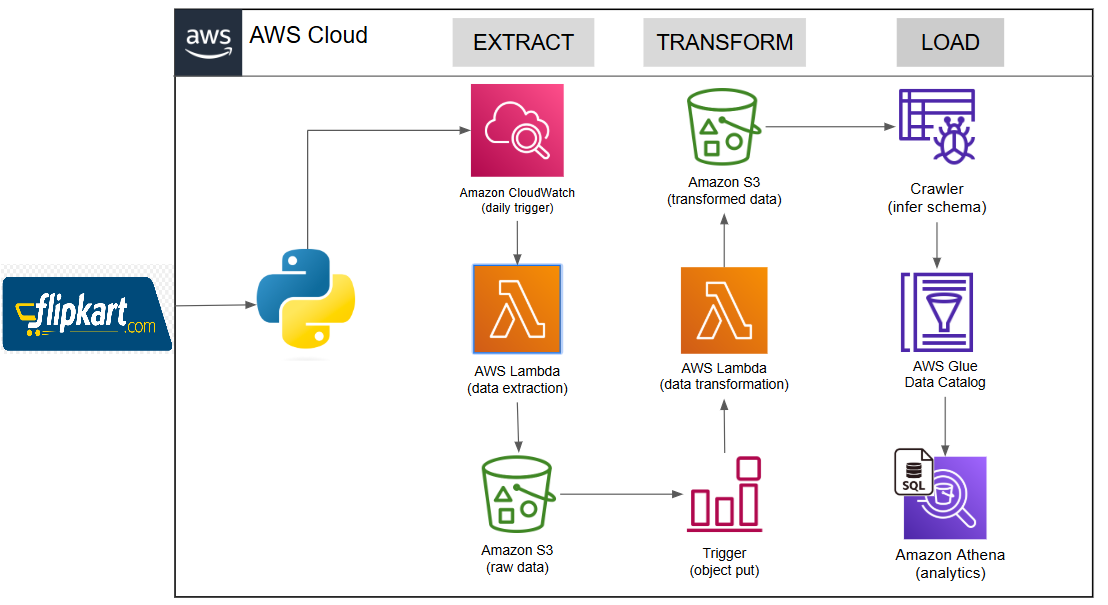 aws
AWS Cloud
EXTRACT
TRANSFORM
LOAD
Amazon CloudWatch
(daily trigger)
Amazon S3
(transformed data)
Crawler
(infer schema)
flipkart.com
AWS Lambda
(data extraction)
AWS Lambda
(data transformation)
AWS Glue
Data Catalog
SQL
Amazon S3
(raw data)
Trigger
(object put)
Amazon Athena
(analytics)